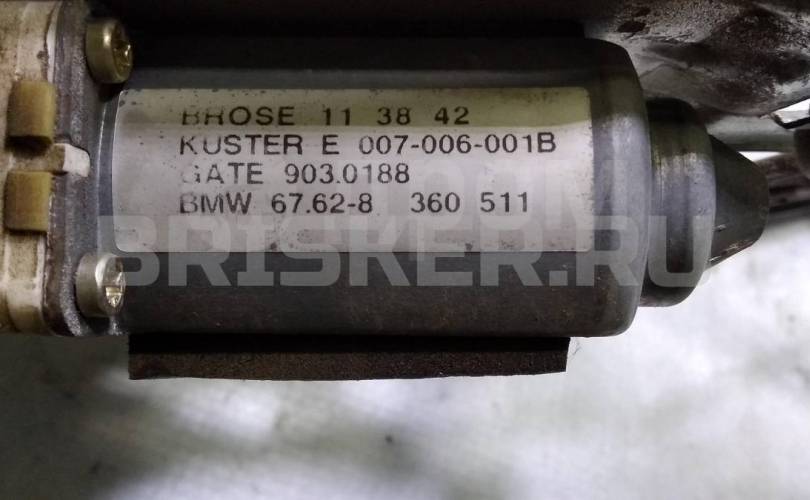 BROSE 11 38 42
KUSTER E 007-006-001B
GATE 903.0188
BMW 67.62-8 360 511
BRISKER.RU